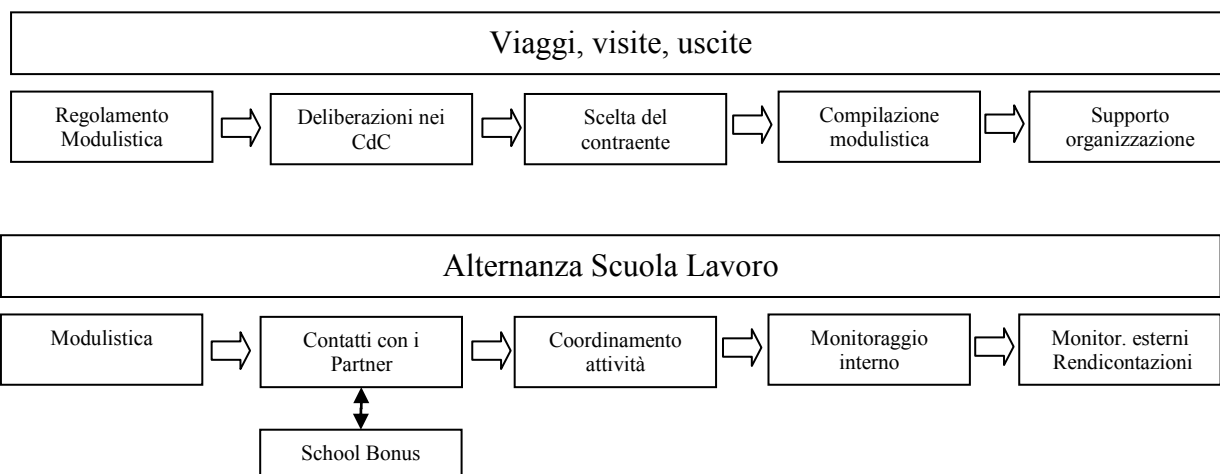 Viaggi, visite, uscite
Regolamento
Modulistica
Deliberazioni nei
CdC
Scelta del
contraente
Compilazione
modulistica
Supporto
organizzazione
Alternanza Scuola Lavoro
Modulistica
Contatti con i
Partner
Coordinamento
attività
Monitoraggio
interno
Monitor. esterni
Rendicontazioni
School Bonus